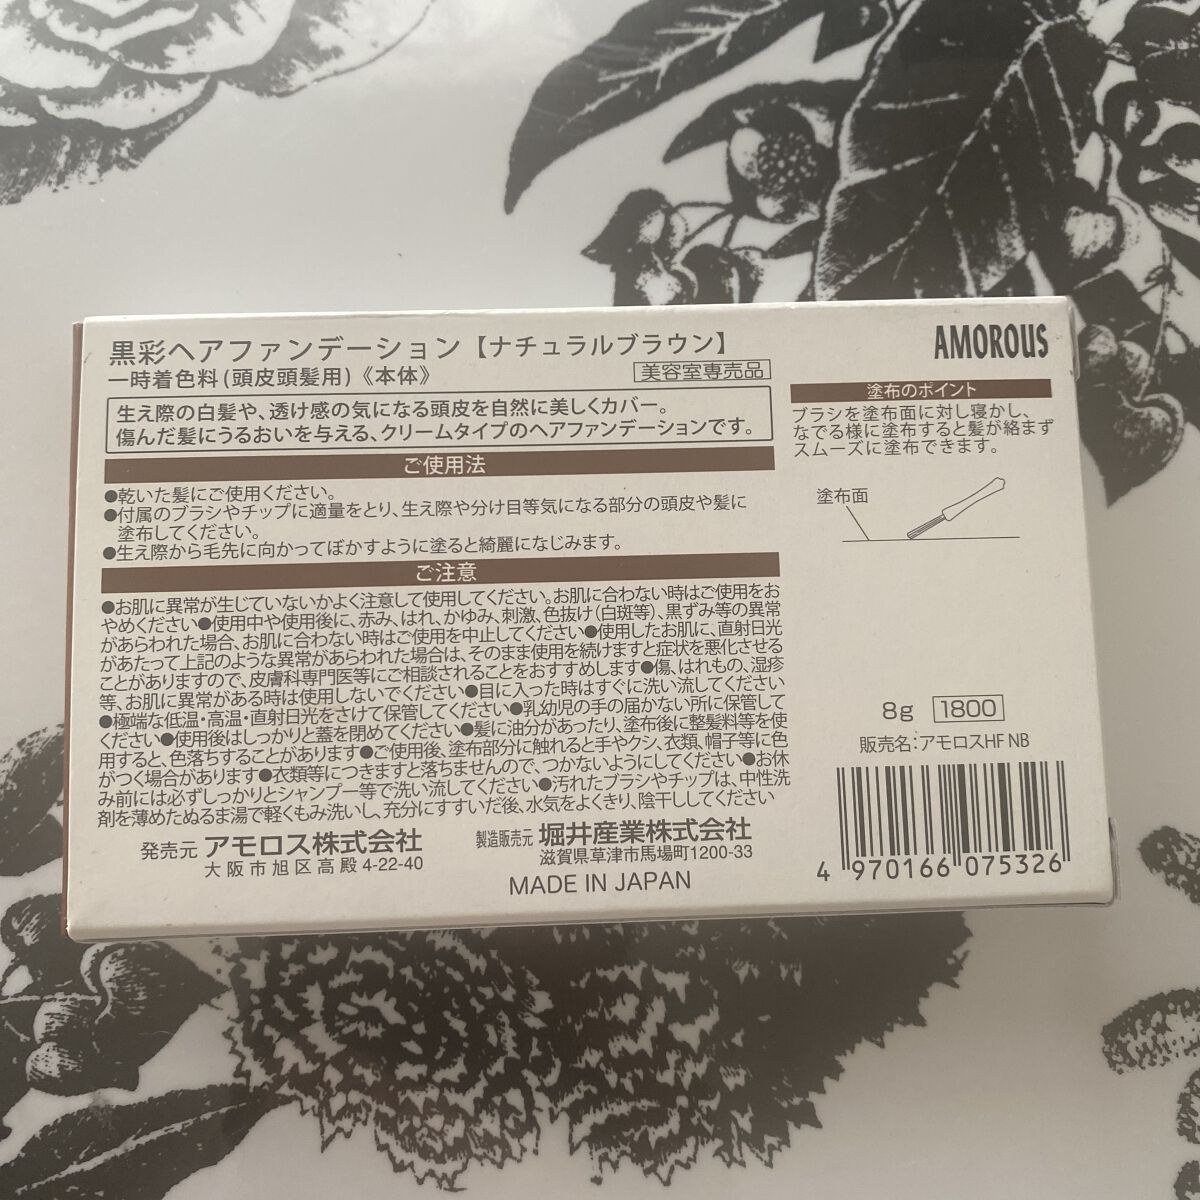 黒彩ヘアファンデーション【ナチュラルブラウン】
一時着色料(頭皮頭髪用)《本体》
美容室専売品
生え際の白髪や、透け感の気になる頭皮を自然に美しくカバー。
傷んだ髪にうるおいを与える、クリームタイプのヘアファンデーションです。
ご使用法
●乾いた髪にご使用ください。
●付属のブラシやチップに適量をとり、生え際や分け目等気になる部分の頭皮や髪に
塗布してください。
●生え際から毛先に向かってぼかすように塗ると綺麗になじみます。
ご注意
●お肌に異常が生じていないかよく注意して使用してください。お肌に合わない時はご使用をお
やめください●使用中や使用後に、赤み、はれ、かゆみ、刺激、色抜け(白斑等)、黒ずみ等の異常
があらわれた場合、お肌に合わない時はご使用を中止してください●使用したお肌に、直射日光
があたって上記のような異常があらわれた場合は、そのまま使用を続けますと症状を悪化させる
ことがありますので、皮膚科専門医等にご相談されることをおすすめします●傷、はれもの、湿疹
等、お肌に異常がある時は使用しないでください●目に入った時はすぐに洗い流してください
●極端な低温・高温・直射日光をさけて保管してください●乳幼児の手の届かない所に保管して
ください●使用後はしっかりと蓋を閉めてください●髪に油分があったり、塗布後に整髪料等を使
用すると、色落ちすることがあります●ご使用後、塗布部分に触れると手やクシ、衣類、帽子等に色
がつく場合があります●衣類等につきますと落ちませんので、つかないようにしてください●お休
み前には必ずしっかりとシャンプー等で洗い流してください●汚れたブラシやチップは、中性洗
剤を薄めたぬるま湯で軽くもみ洗いし、充分にすすいだ後、水気をよくきり、陰干ししてください
発売元 アモロス株式会社
大阪市旭区高殿 4-22-40
製造販売元 堀井産業株式会社
滋賀県草津市馬場町1200-33
MADE IN JAPAN
AMOROUS
塗布のポイント
ブラシを塗布面に対し寝かし、
なでる様に塗布すると髪が絡まず
スムーズに塗布できます。
塗布面
8g 1800
販売名:アモロスHF NB
4 970166 075326